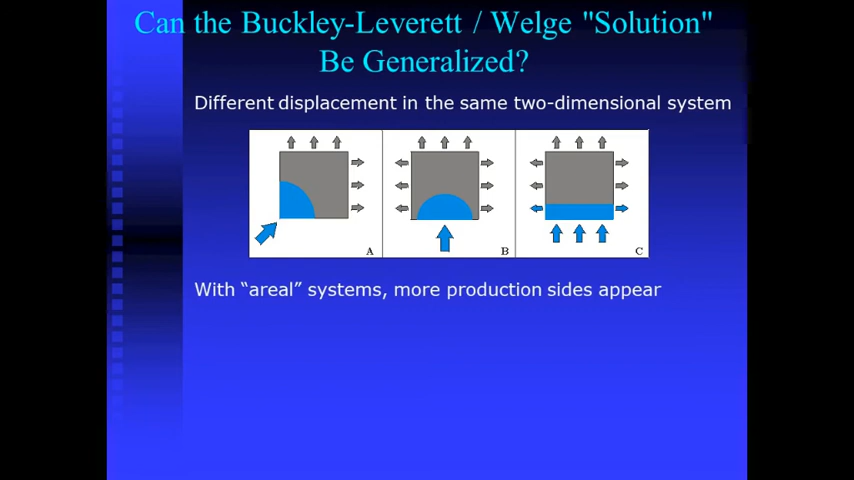 Can the Buckley-Leverett / Welge "Solution"
Be Generalized?
Different displacement in the same two-dimensional system
A
B
C
With “areal” systems, more production sides appear